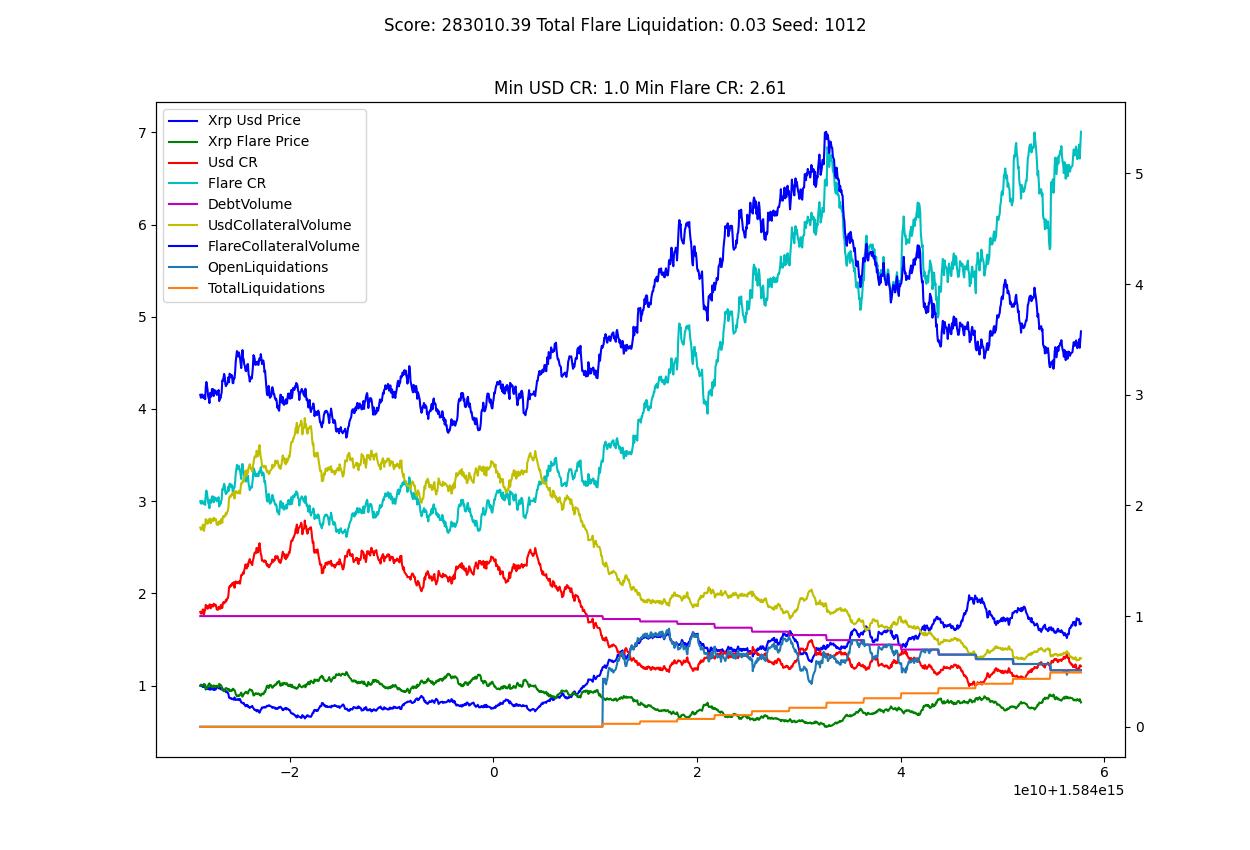 Score: 283010.39 Total Flare Liquidation: 0.03 Seed: 1012
Min USD CR: 1.0 Min Flare CR: 2.61
Xrp Usd Price
Xrp Flare Price
Usd CR
Flare CR
DebtVolume
UsdCollateralVolume
FlareCollateralVolume
OpenLiquidations
TotalLiquidations
7
6
5
4
3
2
1
5
4
3
2
1
0
−2 0 2 4 6
1e10+1.584e15